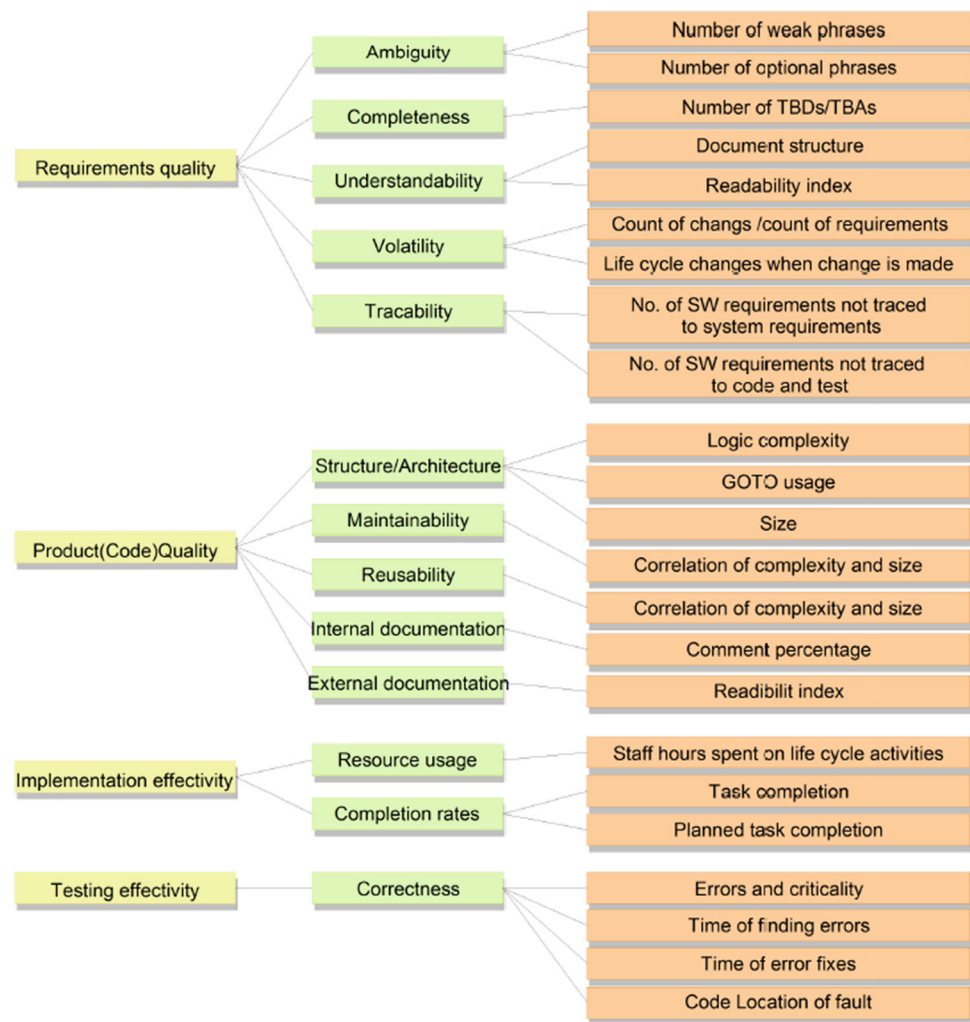 Requirements quality
Ambiguity
Number of weak phrases
Number of optional phrases
Completeness
Number of TBDs/TBAs
Understandability
Document structure
Readability index
Volatility
Count of changs /count of requirements
Life cycle changes when change is made
Tracability
No. of SW requirements not traced
to system requirements
No. of SW requirements not traced
to code and test
Product(Code)Quality
Structure/Architecture
Logic complexity
GOTO usage
Size
Maintainability
Correlation of complexity and size
Reusability
Correlation of complexity and size
Internal documentation
Comment percentage
External documentation
Readibilit index
Implementation effectivity
Resource usage
Staff hours spent on life cycle activities
Completion rates
Task completion
Planned task completion
Testing effectivity
Correctness
Errors and criticality
Time of finding errors
Time of error fixes
Code Location of fault